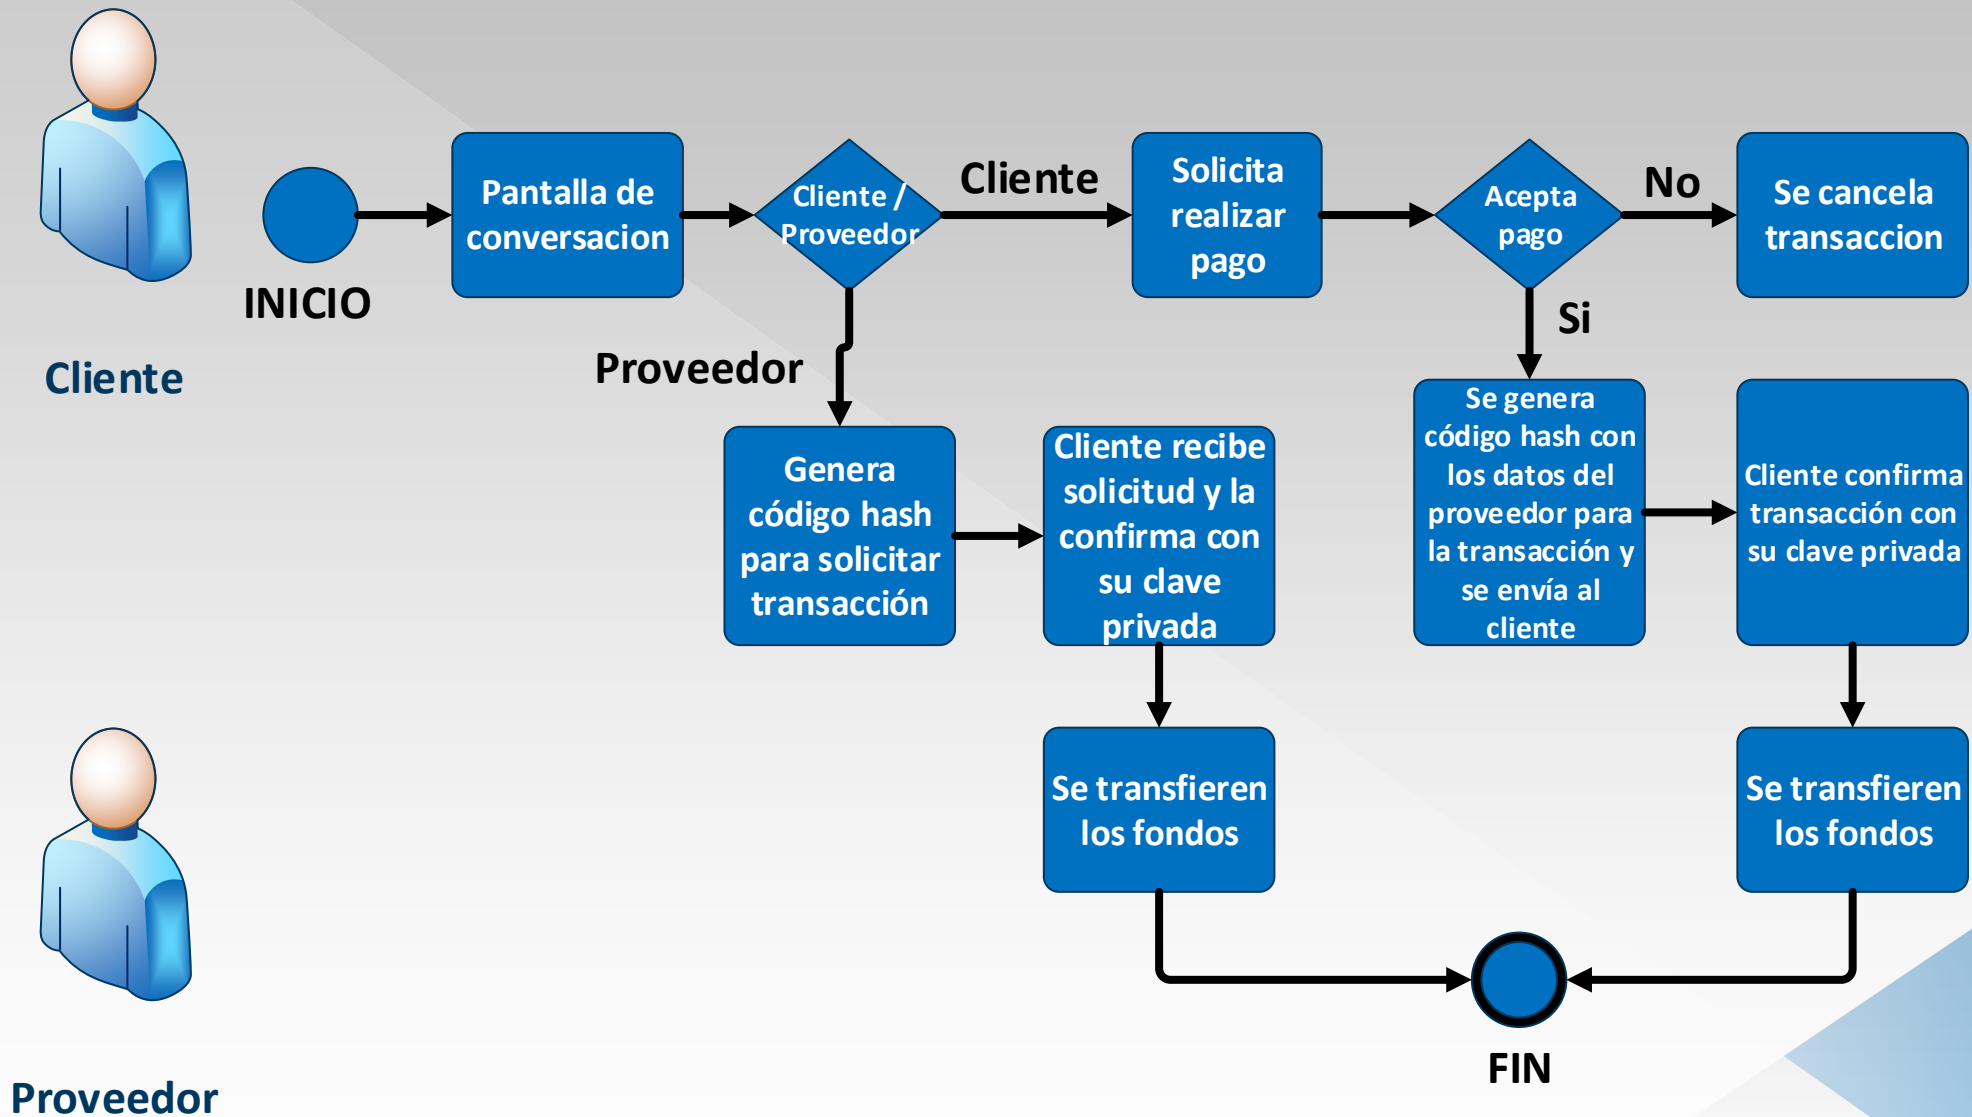 Cliente
INICIO
Pantalla de
conversacion
Cliente /
Proveedor
Cliente
Solicita
realizar
pago
Acepta
pago
No
Se cancela
transaccion
Si
Proveedor
Genera
código hash
para solicitar
transacción
Cliente recibe
solicitud y la
confirma con
su clave
privada
Se genera
código hash con
los datos del
proveedor para
la transacción y
se envía al
cliente
Cliente confirma
transacción con
su clave privada
Se transfieren
los fondos
Se transfieren
los fondos
FIN
Proveedor